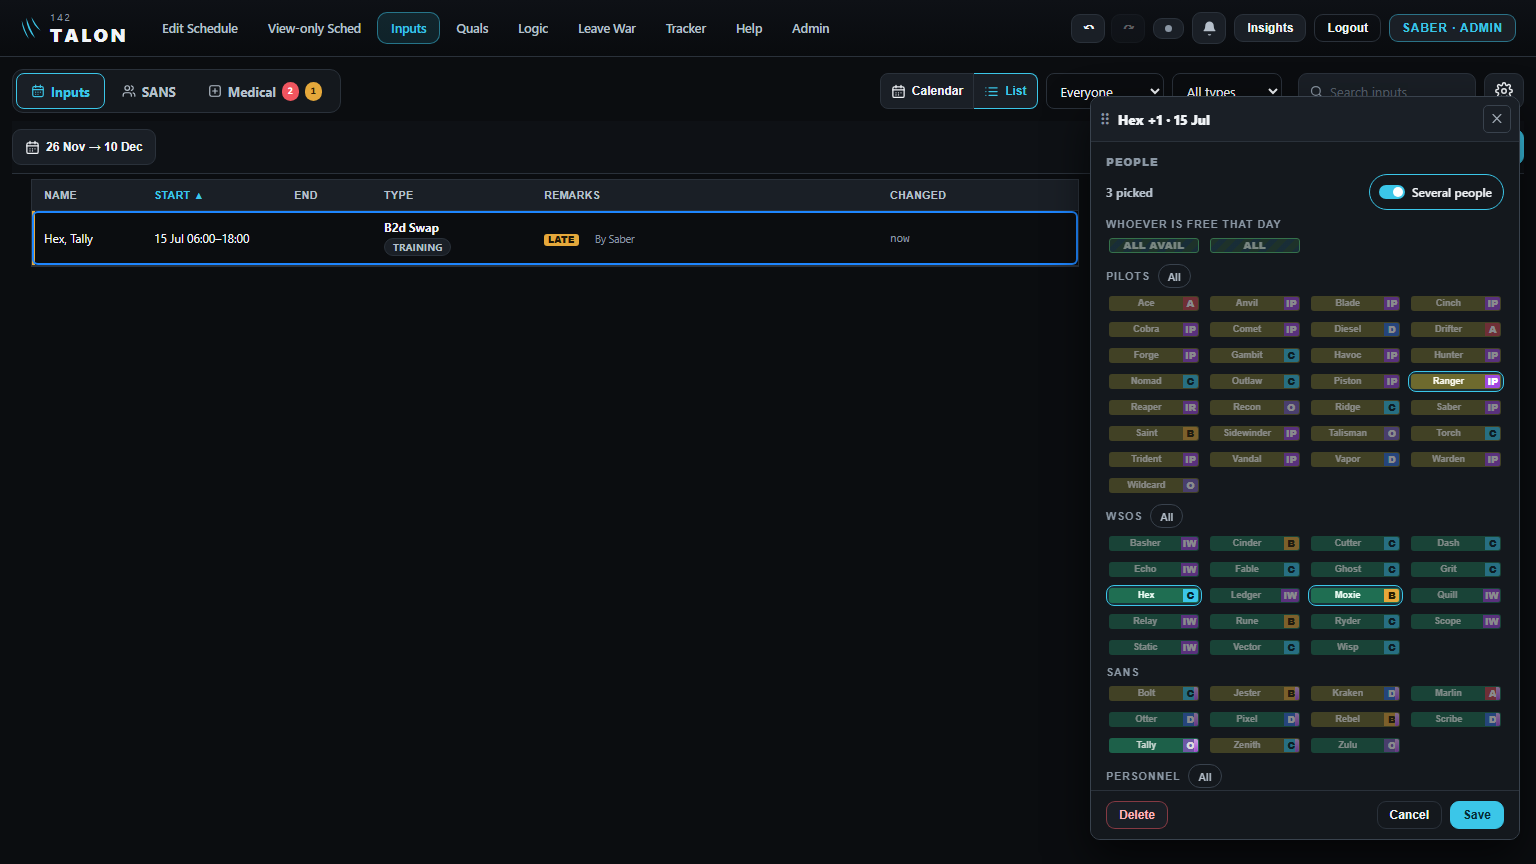 142
TALON
Edit Schedule
View-only Sched
Inputs
Quals
Logic
Leave War
Tracker
Help
Admin
Insights
Logout
SABER · ADMIN
Inputs
SANS
Medical 2 1
Calendar
List
Everyone
All types
Search inputs
26 Nov → 10 Dec
NAME START ▲ END TYPE REMARKS CHANGED
Hex, Tally 15 Jul 06:00–18:00 B2d Swap TRAINING LATE By Saber now
Hex +1 · 15 Jul
PEOPLE
3 picked
Several people
WHOEVER IS FREE THAT DAY
ALL AVAIL ALL
PILOTS All
Ace A Anvil IP Blade IP Cinch IP
Cobra IP Comet IP Diesel D Drifter A
Forge IP Gambit C Havoc IP Hunter IP
Nomad C Outlaw C Piston IP Ranger IP
Reaper IR Recon O Ridge C Saber IP
Saint B Sidewinder IP Talisman O Torch C
Trident IP Vandal IP Vapor D Warden IP
Wildcard O
WSOS All
Basher IW Cinder B Cutter C Dash C
Echo IW Fable C Ghost C Grit C
Hex C Ledger IW Moxie B Quill IW
Relay IW Rune B Ryder C Scope IW
Static IW Vector C Wisp C
SANS
Bolt C Jester B Kraken D Marlin A
Otter D Pixel D Rebel B Scribe D
Tally O Zenith C Zulu O
PERSONNEL All
Delete
Cancel
Save